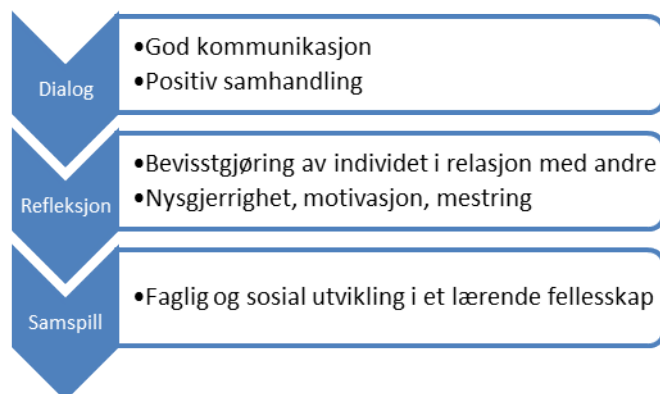 Dialog
•God kommunikasjon
•Positiv samhandling
Refleksjon
•Bevisstgjøring av individet i relasjon med andre
•Nysgjerrighet, motivasjon, mestring
Samspill
•Faglig og sosial utvikling i et lærende fellesskap